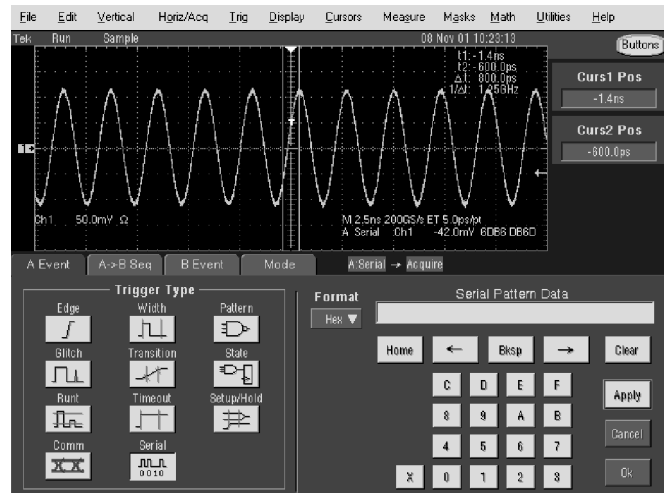 File Edit Vertical Horiz/Acq Trig Display Cursors Measure Masks Math Utilities Help
Tek Run Sample 08 Nov 01 10:23:13
Buttons
t1: -1.4ns
t2: -600.0ps
Δt: 800.0ps
1/Δt: 1.25GHz
Curs1 Pos
-1.4ns
Curs2 Pos
-600.0ps
1
Ch1 50.0mV Ω M 2.5ns 200GS/s ET 5.0ps/pt
A Serial Ch1 -42.0mV 6DB6 DB6D
A Event A->B Seq B Event Mode A:Serial → Acquire
Trigger Type
Edge Width Pattern
Glitch Transition State
Runt Timeout Setup/Hold
Comm Serial
0010
Format Serial Pattern Data
Hex
Home ← Bksp → Clear
C D E F
Apply
8 9 A B
Cancel
4 5 6 7
X 0 1 2 3 Ok